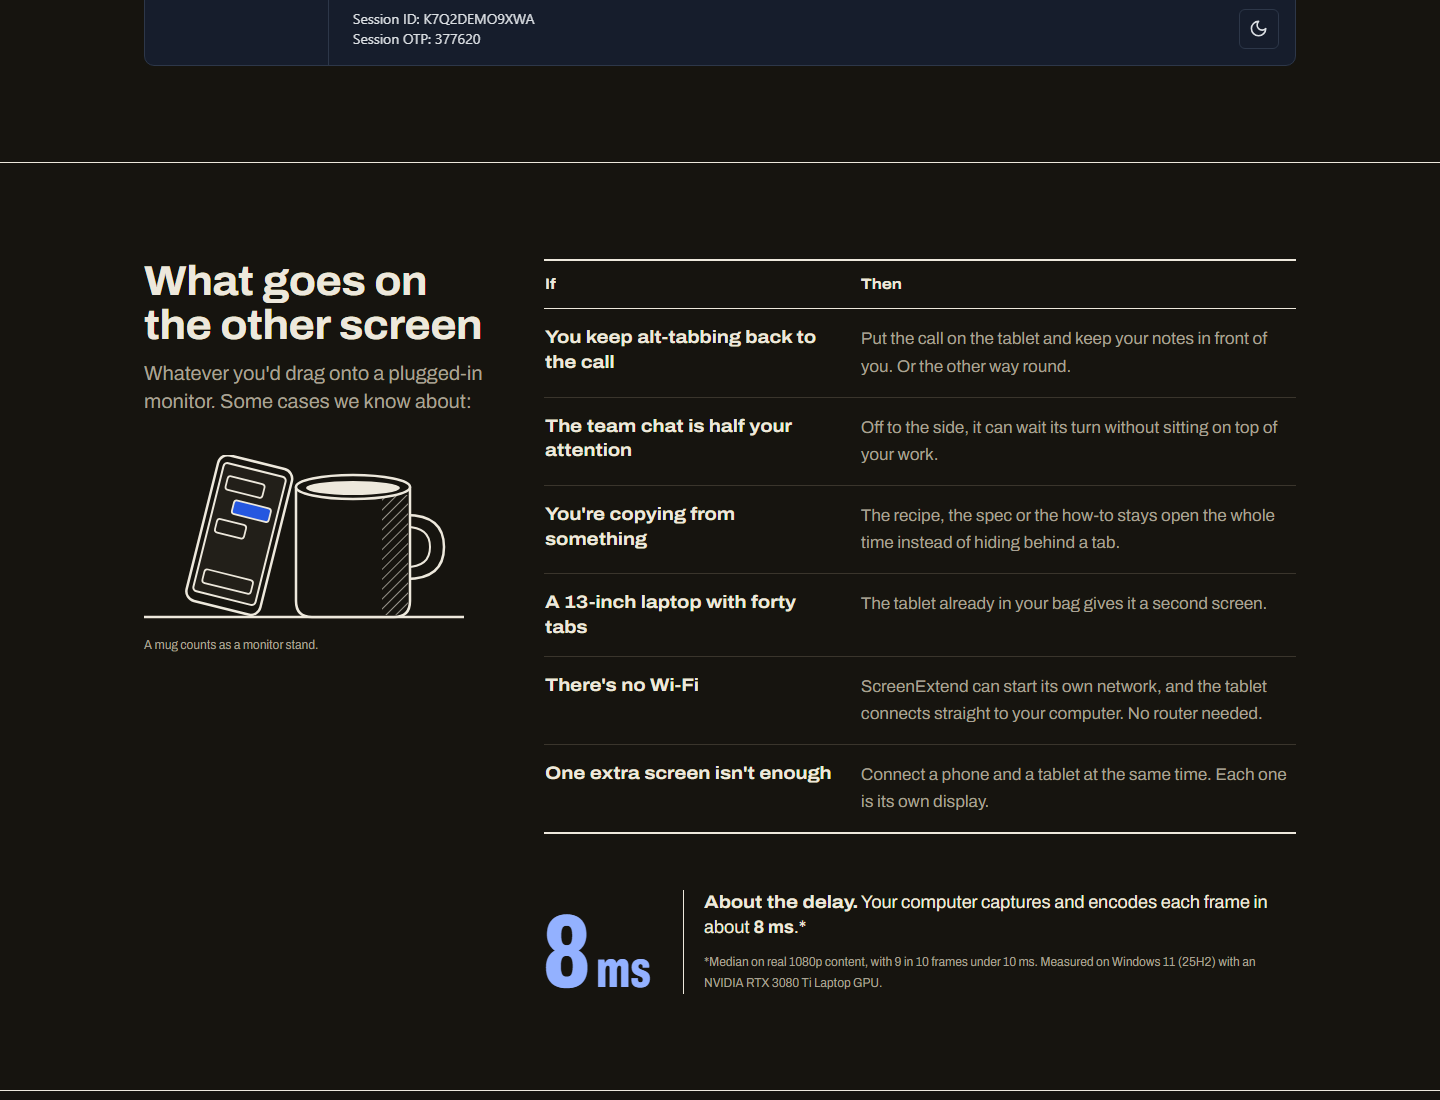 Session ID: K7Q2DEMO9XWA
Session OTP: 377620
What goes on
the other screen
Whatever you'd drag onto a plugged-in
monitor. Some cases we know about:
A mug counts as a monitor stand.
If
Then
You keep alt-tabbing back to
the call
Put the call on the tablet and keep your notes in front of
you. Or the other way round.
The team chat is half your
attention
Off to the side, it can wait its turn without sitting on top of
your work.
You're copying from
something
The recipe, the spec or the how-to stays open the whole
time instead of hiding behind a tab.
A 13-inch laptop with forty
tabs
The tablet already in your bag gives it a second screen.
There's no Wi-Fi
ScreenExtend can start its own network, and the tablet
connects straight to your computer. No router needed.
One extra screen isn't enough
Connect a phone and a tablet at the same time. Each one
is its own display.
8 ms
About the delay. Your computer captures and encodes each frame in
about 8 ms.*
*Median on real 1080p content, with 9 in 10 frames under 10 ms. Measured on Windows 11 (25H2) with an
NVIDIA RTX 3080 Ti Laptop GPU.